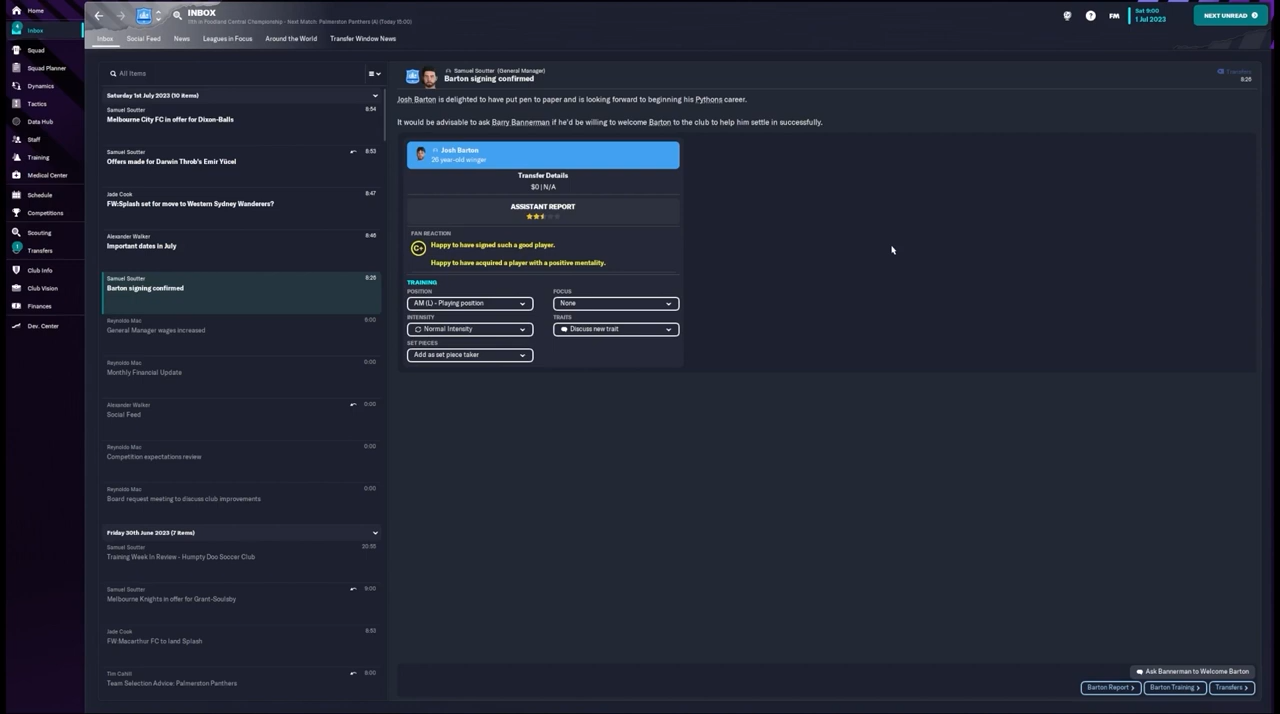 Home
Inbox
Squad
Squad Planner
Dynamics
Tactics
Data Hub
Staff
Training
Medical Center
Schedule
Competitions
Scouting
Transfers
Club Info
Club Vision
Finances
Dev. Center
INBOX
in Foodland Central Championship - Next Match: Palmerston Panthers (A) (Today 15:00)
FM
Sat 9:00
1 Jul 2023
NEXT UNREAD
Inbox
Social Feed
News
Leagues in Focus
Around the World
Transfer Window News
All Items
Saturday 1st July 2023 (10 items)
Samuel Soutter 8:54
Melbourne City FC in offer for Dixon-Balls
Samuel Soutter 8:53
Offers made for Darwin Throb's Emir Yücel
Jade Cook 8:47
FW:Splash set for move to Western Sydney Wanderers?
Alexander Walker 8:46
Important dates in July
Samuel Soutter 8:26
Barton signing confirmed
Reynoldo Mac 6:00
General Manager wages increased
Reynoldo Mac 0:00
Monthly Financial Update
Alexander Walker 0:00
Social Feed
Reynoldo Mac 0:00
Competition expectations review
Reynoldo Mac 0:00
Board request meeting to discuss club improvements
Friday 30th June 2023 (7 items)
Samuel Soutter 20:55
Training Week In Review - Humpty Doo Soccer Club
Samuel Soutter 9:00
Melbourne Knights in offer for Grant-Soulsby
Jade Cook 8:53
FW:Macarthur FC to land Splash
Tim Cahill 8:00
Team Selection Advice: Palmerston Panthers
Samuel Soutter (General Manager)
Barton signing confirmed
Transfers
8:26
Josh Barton is delighted to have put pen to paper and is looking forward to beginning his Pythons career.
It would be advisable to ask Barry Bannerman if he'd be willing to welcome Barton to the club to help him settle in successfully.
Josh Barton
26 year-old winger
Transfer Details
$0 | N/A
ASSISTANT REPORT
FAN REACTION
C+
Happy to have signed such a good player.
Happy to have acquired a player with a positive mentality.
TRAINING
POSITION
AM (L) - Playing position
FOCUS
None
INTENSITY
Normal Intensity
TRAITS
Discuss new trait
SET PIECES
Add as set piece taker
Ask Bannerman to Welcome Barton
Barton Report >
Barton Training >
Transfers >